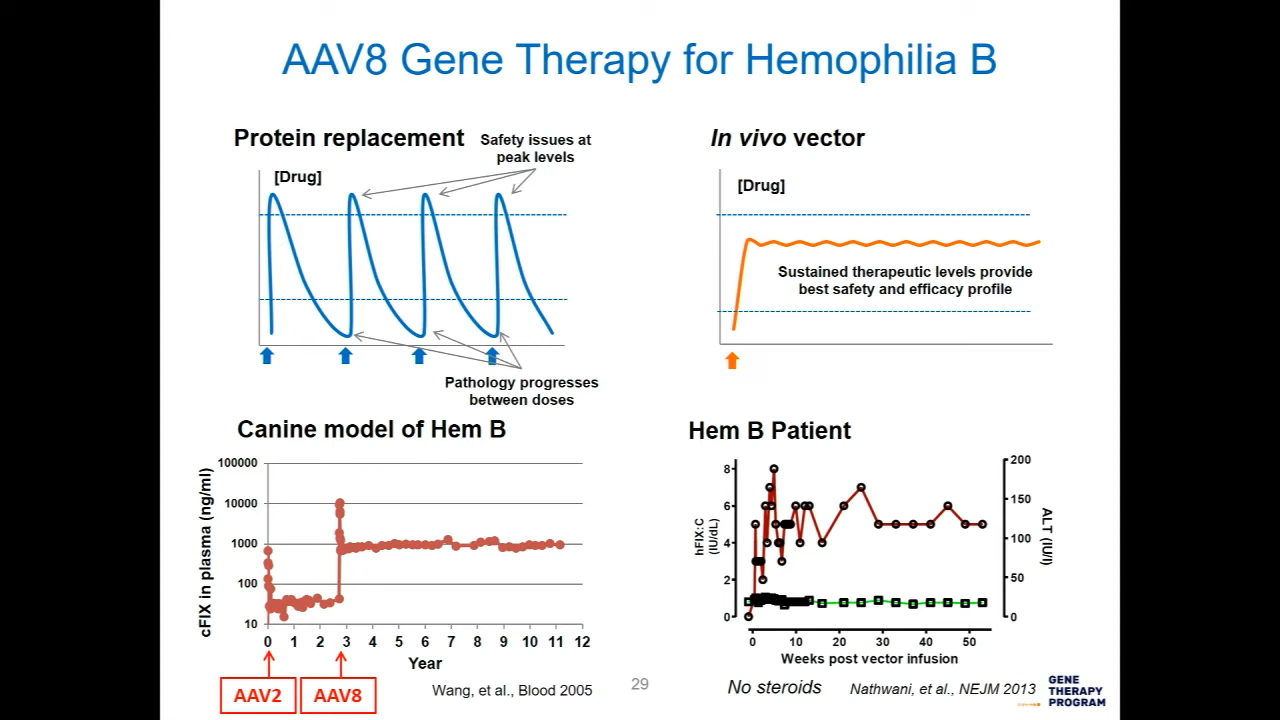 AAV8 Gene Therapy for Hemophilia B
Protein replacement
Safety issues at
peak levels
[Drug]
Pathology progresses
between doses
In vivo vector
[Drug]
Sustained therapeutic levels provide
best safety and efficacy profile
Canine model of Hem B
cFIX in plasma (ng/ml)
100000
10000
1000
100
10
0 1 2 3 4 5 6 7 8 9 10 11 12
Year
AAV2 AAV8
Wang, et al., Blood 2005
Hem B Patient
hFIX:C
(IU/dL)
8
6
4
2
0
200
150
100
50
0
ALT (IU/l)
0 10 20 30 40 50
Weeks post vector infusion
29
No steroids
Nathwani, et al., NEJM 2013
GENE
THERAPY
PROGRAM